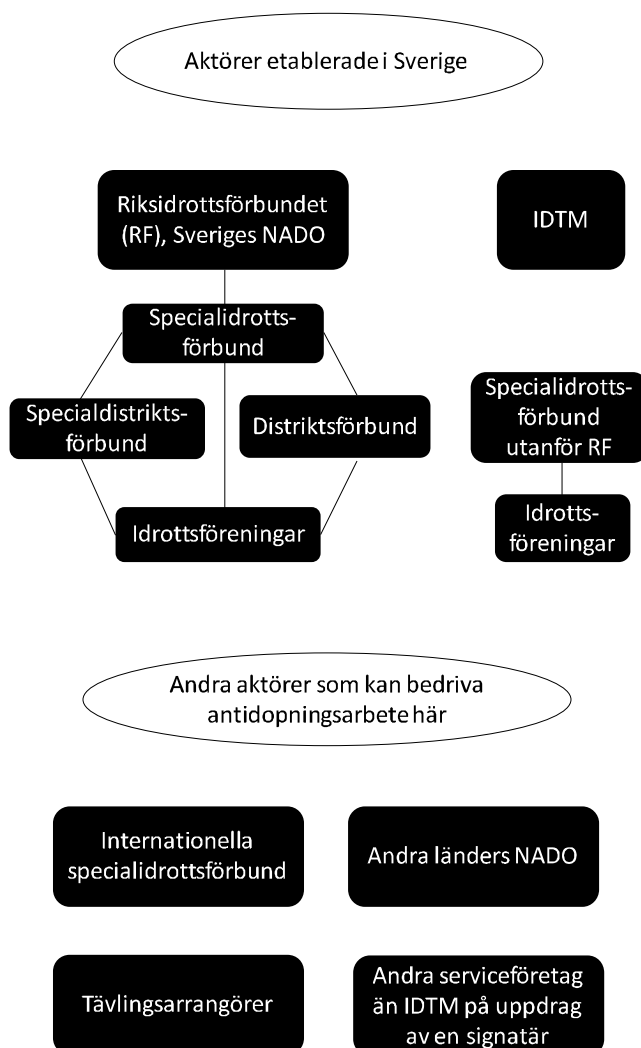 Aktörer etablerade i Sverige
Riksidrottsförbundet
(RF), Sveriges NADO
IDTM
Specialidrotts-
förbund
Specialdistrikts-
förbund
Distriktsförbund
Specialidrotts-
förbund
utanför RF
Idrottsföreningar
Idrotts-
föreningar
Andra aktörer som kan bedriva
antidopningsarbete här
Internationella
specialidrottsförbund
Andra länders NADO
Tävlingsarrangörer
Andra serviceföretag
än IDTM på uppdrag
av en signatär